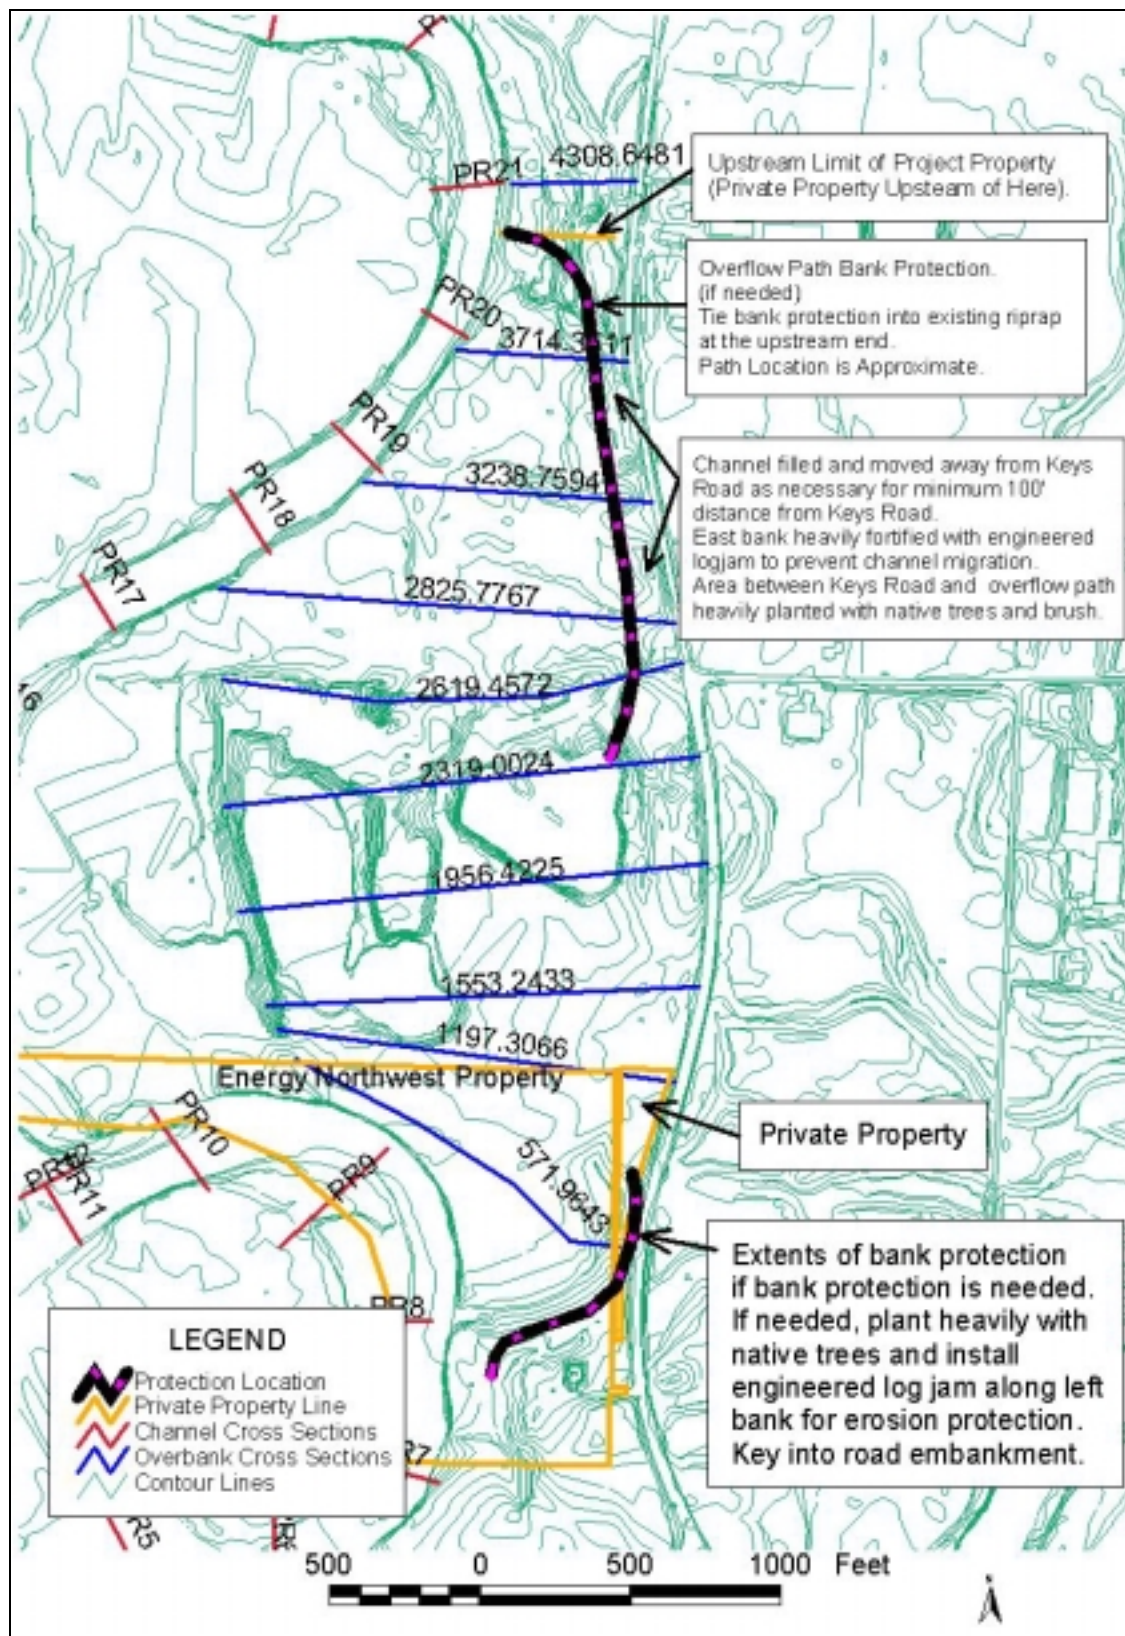 PR21
4308.6481
Upstream Limit of Project Property
(Private Property Upsteam of Here).
Overflow Path Bank Protection.
(if needed)
Tie bank protection into existing riprap
at the upstream end.
Path Location is Approximate.
PR20
PR19
3238.7594
PR18
Channel filled and moved away from Keys
Road as necessary for minimum 100'
distance from Keys Road.
East bank heavily fortified with engineered
logjam to prevent channel migration.
Area between Keys Road and overflow path
heavily planted with native trees and brush.
PR17
2825.7767
2619.4572
2319.0024
1956.4225
1553.2433
1197.3066
Energy Northwest Property
PR10
PR9
PR11
571.9643
Private Property
PR8
Extents of bank protection
if bank protection is needed.
If needed, plant heavily with
native trees and install
engineered log jam along left
bank for erosion protection.
Key into road embankment.
LEGEND
Protection Location
Private Property Line
Channel Cross Sections
Overbank Cross Sections
Contour Lines
500 0 500 1000 Feet